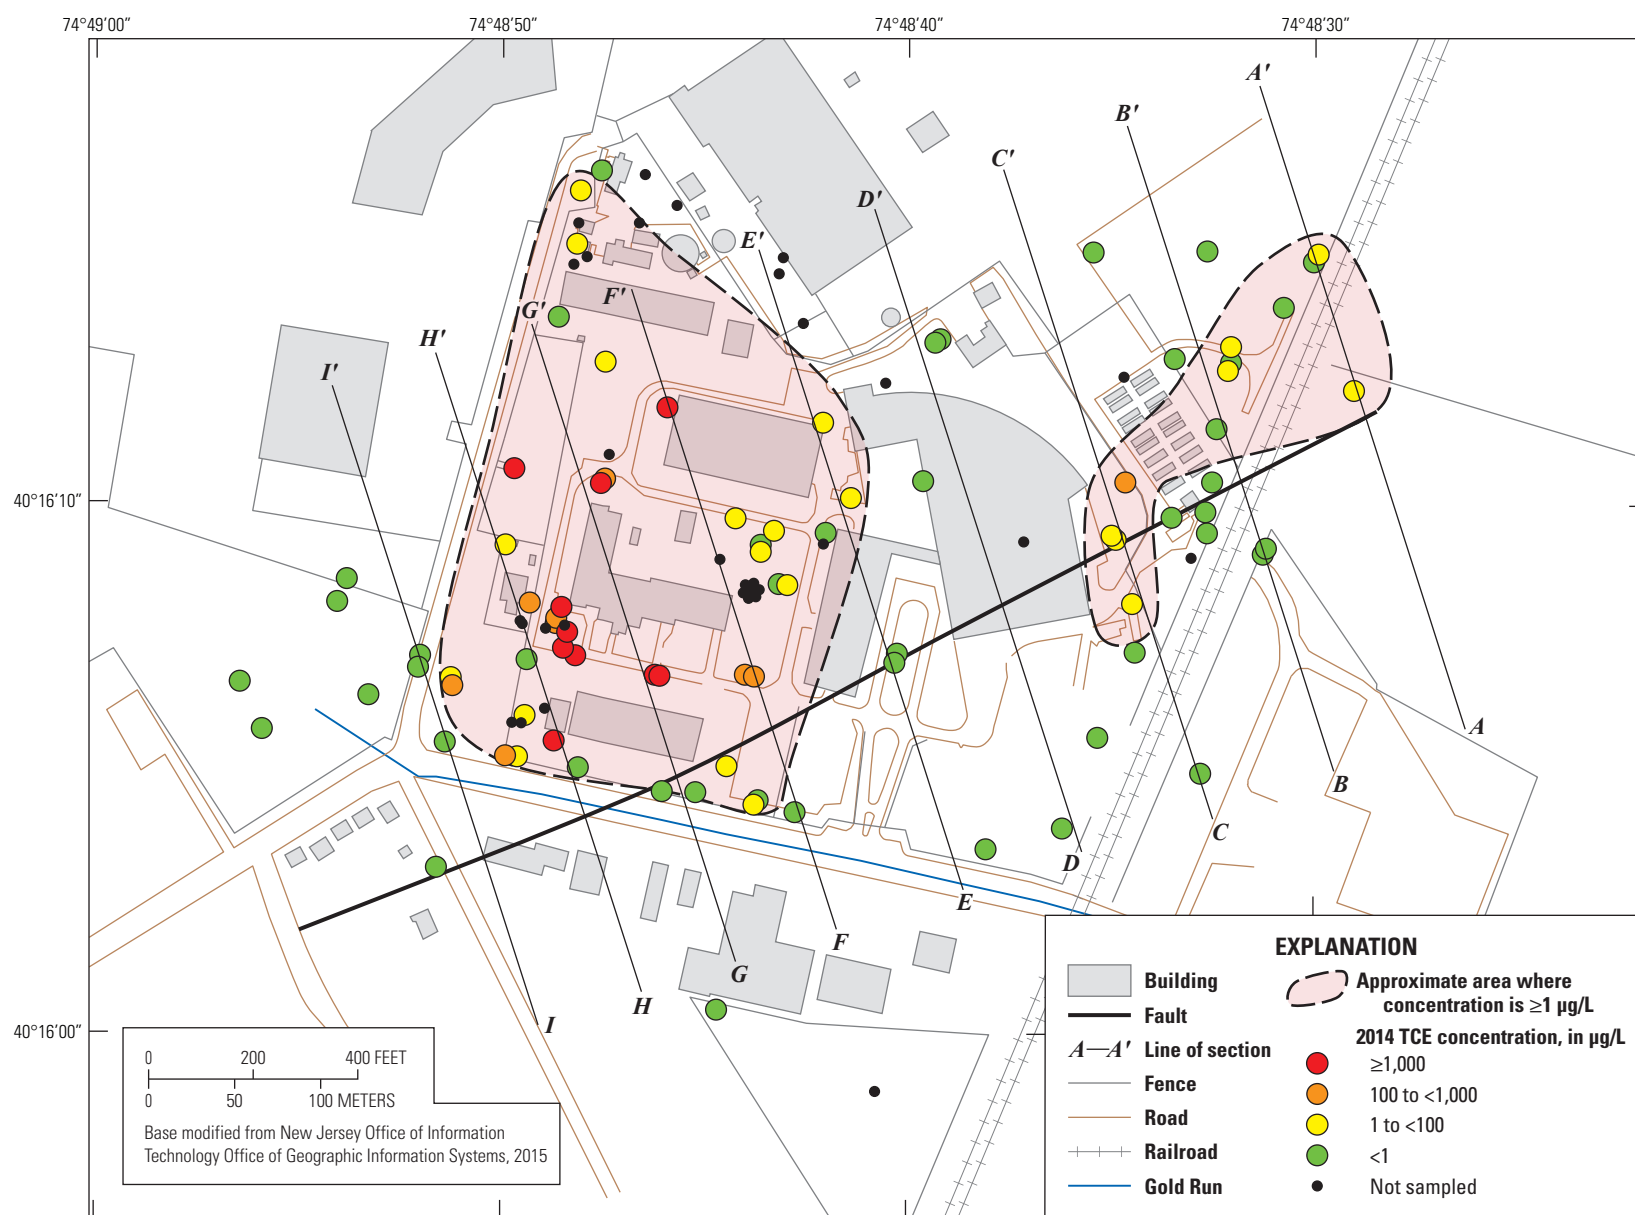 74°49′00″
74°48′50″
74°48′40″
74°48′30″
A′
B′
C′
D′
E′
F′
G′
H′
I′
40°16′10″
A
B
C
D
E
F
G
H
I
40°16′00″
0 200 400 FEET
0 50 100 METERS
Base modified from New Jersey Office of Information
Technology Office of Geographic Information Systems, 2015
EXPLANATION
Building
Fault
A—A′ Line of section
Fence
Road
Railroad
Gold Run
Approximate area where
concentration is ≥1 µg/L
2014 TCE concentration, in µg/L
≥1,000
100 to <1,000
1 to <100
<1
Not sampled